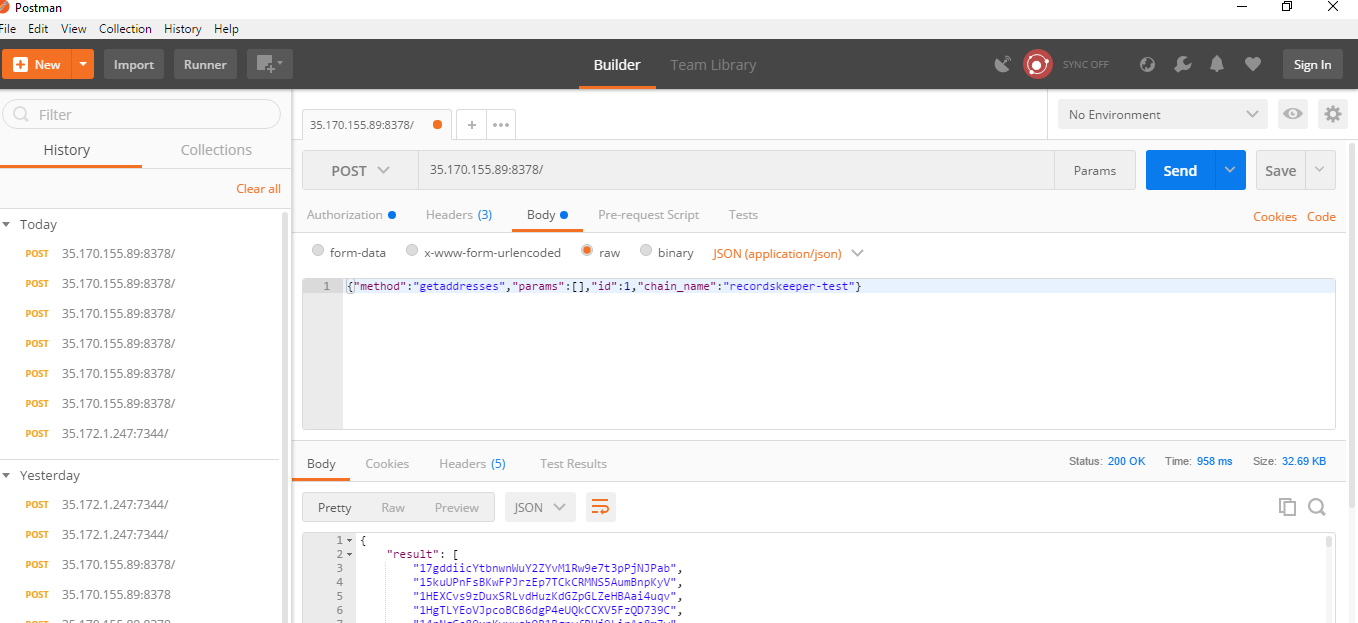 Postman
File Edit View Collection History Help
New Import Runner Builder Team Library SYNC OFF Sign In
Filter
History Collections
Clear all
Today
POST 35.170.155.89:8378/
POST 35.170.155.89:8378/
POST 35.170.155.89:8378/
POST 35.170.155.89:8378/
POST 35.170.155.89:8378/
POST 35.170.155.89:8378/
POST 35.172.1.247:7344/
Yesterday
POST 35.172.1.247:7344/
POST 35.172.1.247:7344/
POST 35.170.155.89:8378/
POST 35.170.155.89:8378
35.170.155.89:8378/ + ••• No Environment
POST 35.170.155.89:8378/ Params Send Save
Authorization Headers (3) Body Pre-request Script Tests Cookies Code
form-data x-www-form-urlencoded raw binary JSON (application/json)
1 {"method":"getaddresses","params":[],"id":1,"chain_name":"recordskeeper-test"}
Body Cookies Headers (5) Test Results Status: 200 OK Time: 958 ms Size: 32.69 KB
Pretty Raw Preview JSON
1 {
2 "result": [
3 "17gddiicYtbnwnWuY2ZYvM1Rw9e7t3pPjNJPab",
4 "15kuUPnFsBKwFPJrzEp7TCkCRMNS5AumBnpKyV",
5 "1HEXCvs9zDuxSRLvdHuzKdGZpGLZeHBAai4uqv",
6 "1HgTLYEoVJpcoBCB6dgP4eUQkCCXV5FzQD739C",